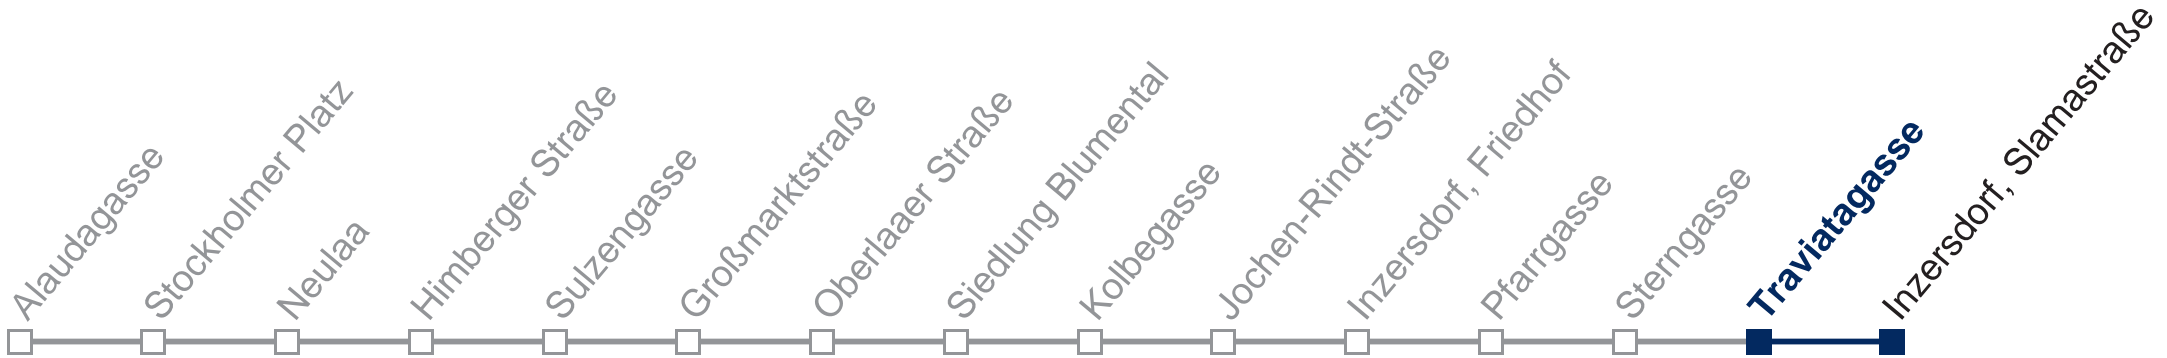 Alaudagasse
Stockholmer Platz
Neulaa
Himberger Straße
Sulzengasse
Großmarktstraße
Oberlaaer Straße
Siedlung Blumental
Kolbegasse
Jochen-Rindt-Straße
Inzersdorf, Friedhof
Pfarrgasse
Sterngasse
Traviatagasse
Inzersdorf, Slamastraße